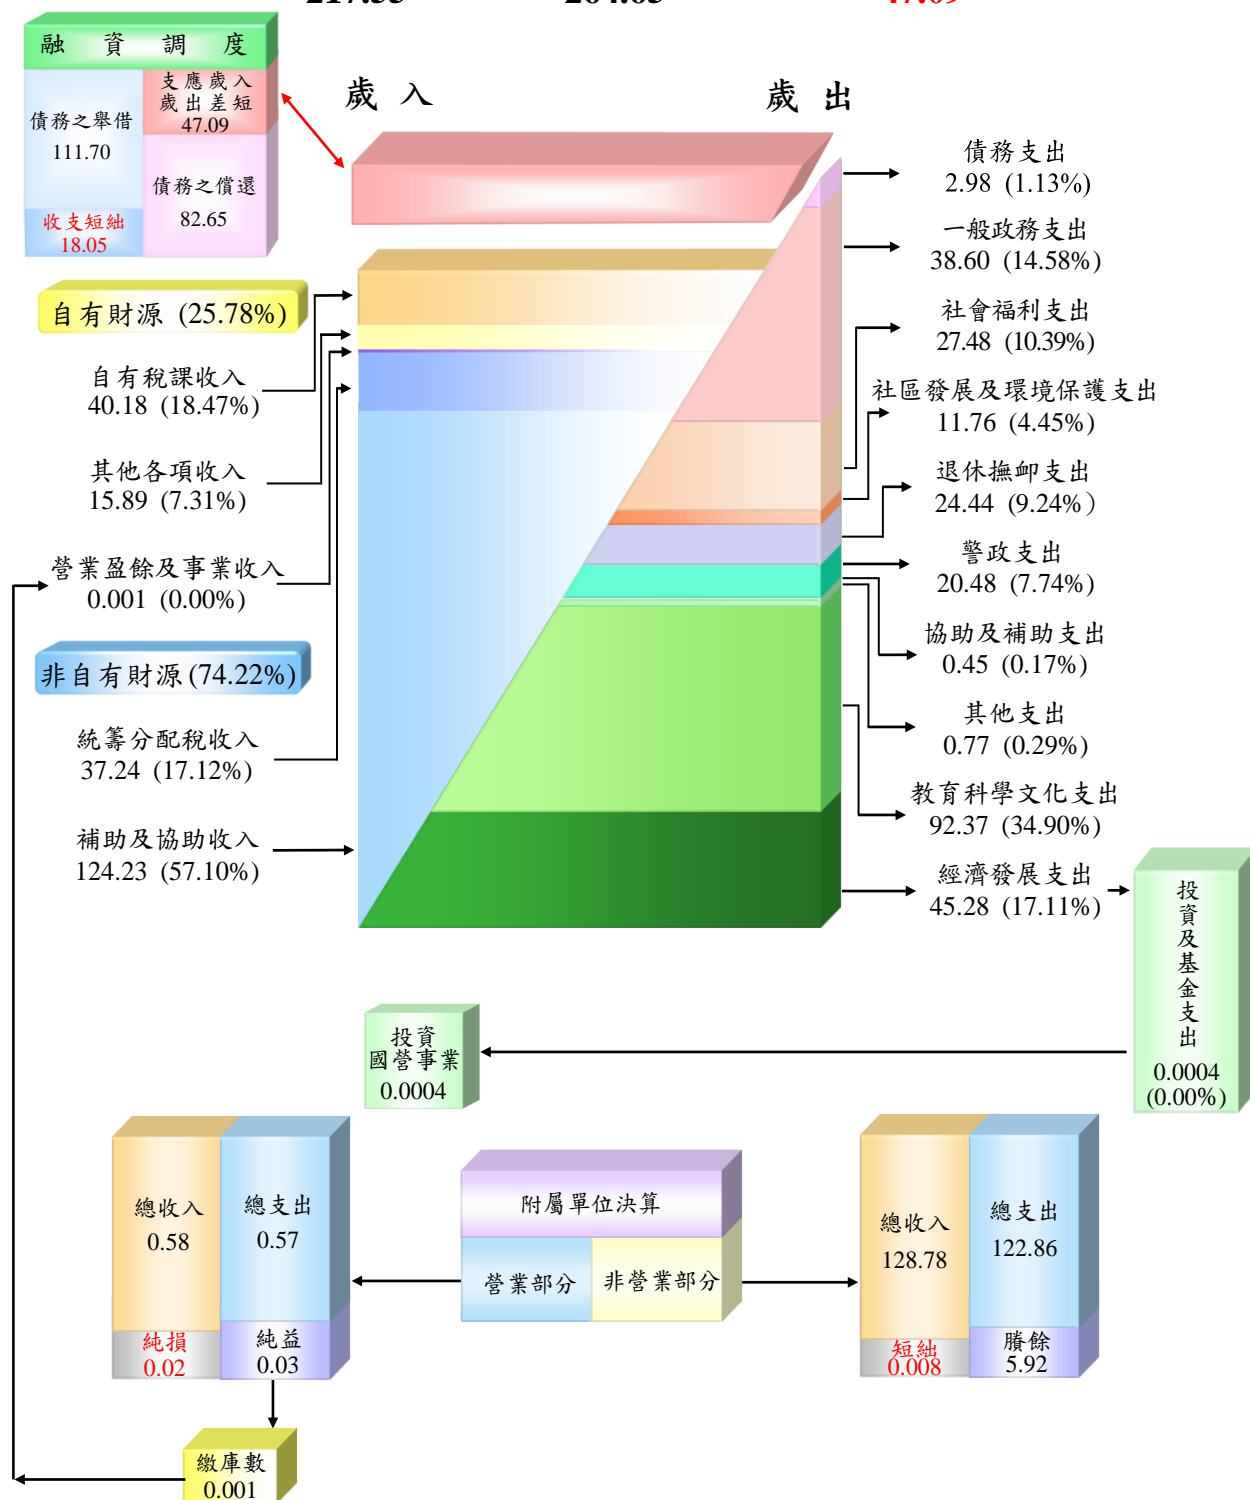 融資調度
債務之舉借
111.70
收支短絀
18.05
支應歲入
歲出差短
47.09
債務之償還
82.65
歲入
歲出
自有財源 (25.78%)
自有稅課收入
40.18 (18.47%)
其他各項收入
15.89 (7.31%)
營業盈餘及事業收入
0.001 (0.00%)
非自有財源(74.22%)
統籌分配稅收入
37.24 (17.12%)
補助及協助收入
124.23 (57.10%)
債務支出
2.98 (1.13%)
一般政務支出
38.60 (14.58%)
社會福利支出
27.48 (10.39%)
社區發展及環境保護支出
11.76 (4.45%)
退休撫卹支出
24.44 (9.24%)
警政支出
20.48 (7.74%)
協助及補助支出
0.45 (0.17%)
其他支出
0.77 (0.29%)
教育科學文化支出
92.37 (34.90%)
經濟發展支出
45.28 (17.11%)
投資及基金支出
0.0004
(0.00%)
投資
國營事業
0.0004
總收入
0.58
純損
0.02
總支出
0.57
純益
0.03
附屬單位決算
營業部分
非營業部分
總收入
128.78
短絀
0.008
總支出
122.86
賸餘
5.92
繳庫數
0.001